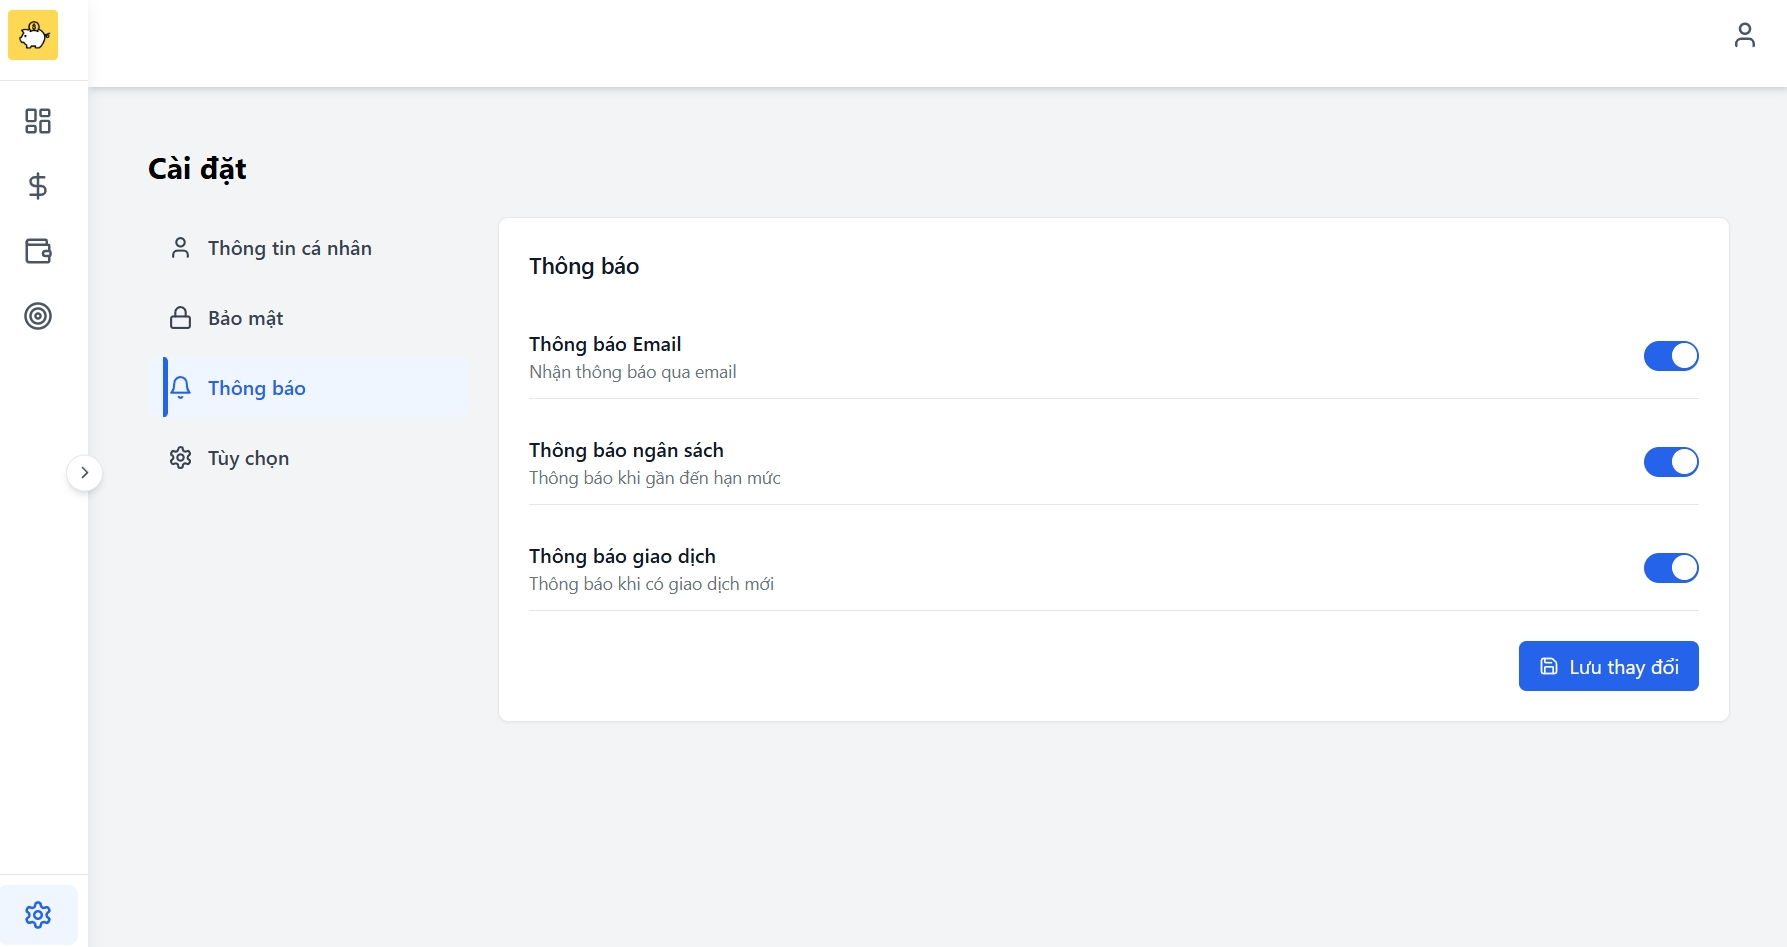 Cài đặt
Thông tin cá nhân
Bảo mật
Thông báo
Tùy chọn
Thông báo
Thông báo Email
Nhận thông báo qua email
Thông báo ngân sách
Thông báo khi gần đến hạn mức
Thông báo giao dịch
Thông báo khi có giao dịch mới
Lưu thay đổi